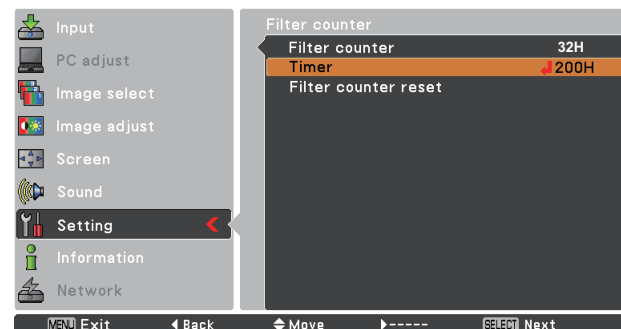 Input
PC adjust
Image select
Image adjust
Screen
Sound
Setting
Information
Network
Filter counter
Filter counter 32H
Timer 200H
Filter counter reset
MENU Exit Back Move ----- SELECT Next